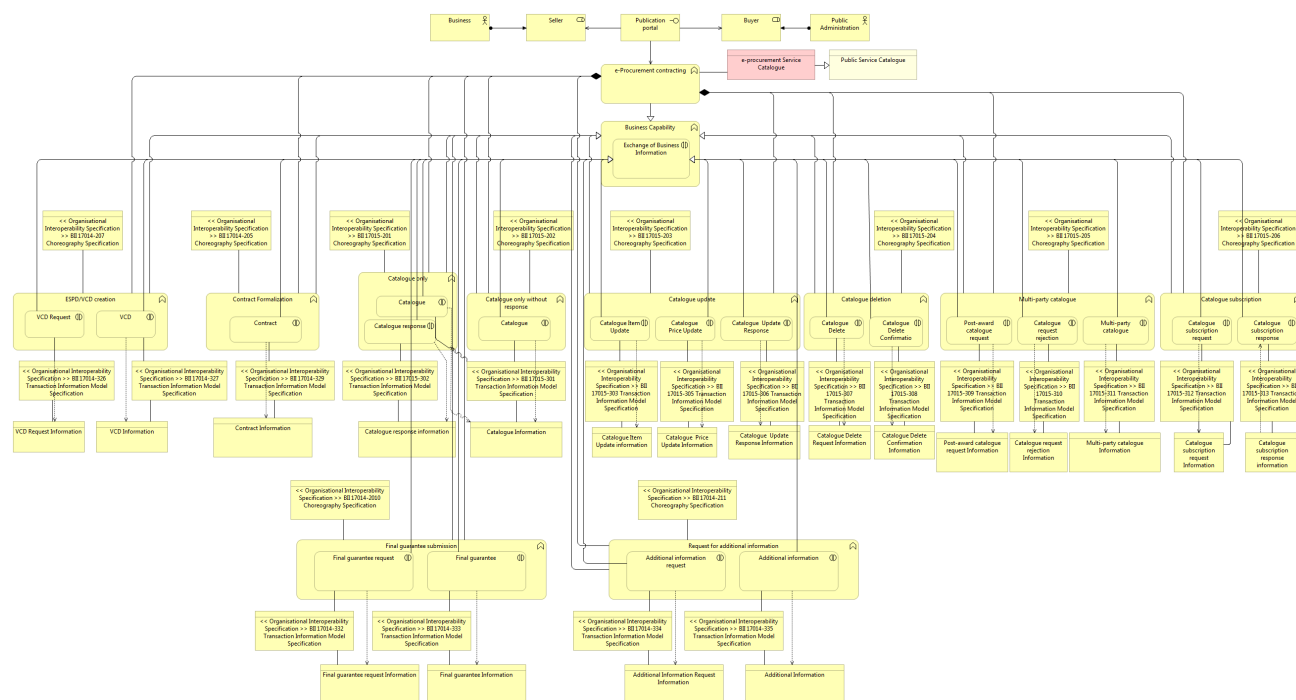 Business
Seller
Publication
portal
Buyer
Public
Administration
e-Procurement contracting
e-procurement Service
Catalogue
Public Service Catalogue
Business Capability
Exchange of Business
Information
<< Organisational
Interoperability Specification
>> BII 17014-207
Choreography Specification
<< Organisational
Interoperability Specification
>> BII 17014-205
Choreography Specification
<< Organisational
Interoperability Specification
>> BII 17015-201
Choreography Specification
<< Organisational
Interoperability Specification
>> BII 17015-202
Choreography Specification
<< Organisational
Interoperability Specification
>> BII 17015-203
Choreography Specification
<< Organisational
Interoperability Specification
>> BII 17015-204
Choreography Specification
<< Organisational
Interoperability Specification
>> BII 17015-205
Choreography Specification
<< Organisational
Interoperability Specification
>> BII 17015-206
Choreography Specification
ESPD/VCD creation
VCD Request
VCD
Contract Formalization
Contract
Catalogue only
Catalogue
Catalogue response
Catalogue only without
response
Catalogue
Catalogue update
Catalogue Item
Update
Catalogue
Price Update
Catalogue Update
Response
Catalogue deletion
Catalogue
Delete
Catalogue
Delete
Confirmatio
Multi-party catalogue
Post-award
catalogue
request
Catalogue
request
rejection
Multi-party
catalogue
Catalogue subscription
Catalogue
subscription
request
Catalogue
subscription
response
<< Organisational Interoperability
Specification >> BII 17014-326
Transaction Information Model
Specification
<< Organisational Interoperability
Specification >> BII 17014-327
Transaction Information Model
Specification
<< Organisational Interoperability
Specification >> BII 17014-329
Transaction Information Model
Specification
<< Organisational Interoperability
Specification >> BII 17015-302
Transaction Information Model
Specification
<< Organisational Interoperability
Specification >> BII 17015-301
Transaction Information Model
Specification
<< Organisational
Interoperability
Specification >> BII
17015-303 Transaction
Information Model
Specification
<< Organisational
Interoperability
Specification >> BII
17015-305 Transaction
Information Model
Specification
<< Organisational
Interoperability
Specification >> BII
17015-306 Transaction
Information Model
Specification
<< Organisational
Interoperability
Specification >> BII
17015-307
Transaction
Information Model
Specification
<< Organisational
Interoperability
Specification >> BII
17015-308
Transaction
Information Model
Specification
<< Organisational
Interoperability
Specification >> BII
17015-309 Transaction
Information Model
Specification
<< Organisational
Interoperability
Specification >> BII
17015-310
Transaction
Information Model
Specification
<< Organisational
Interoperability
Specification >> BII
17015-311 Transaction
Information Model
Specification
<< Organisational
Interoperability
Specification >> BII
17015-312 Transaction
Information Model
Specification
<< Organisational
Interoperability
Specification >> BII
17015-313 Transaction
Information Model
Specification
VCD Request Information
VCD Information
Contract Information
Catalogue response information
Catalogue Information
Catalogue Item
Update information
Catalogue Price
Update Information
Catalogue Update
Response Information
Catalogue Delete
Request Information
Catalogue Delete
Confirmation
Information
Post-award catalogue
request Information
Catalogue request
rejection
Information
Multi-party catalogue
Information
Catalogue
subscription
request
Information
Catalogue
subscription
response
information
<< Organisational Interoperability
Specification >> BII 17014-2010
Choreography Specification
<< Organisational Interoperability
Specification >> BII 17014-211
Choreography Specification
Final guarantee submission
Final guarantee request
Final guarantee
Request for additional information
Additional information
request
Additional information
<< Organisational Interoperability
Specification >> BII 17014-332
Transaction Information Model
Specification
<< Organisational Interoperability
Specification >> BII 17014-333
Transaction Information Model
Specification
<< Organisational Interoperability
Specification >> BII 17014-334
Transaction Information Model
Specification
<< Organisational Interoperability
Specification >> BII 17014-335
Transaction Information Model
Specification
Final guarantee request Information
Final guarantee Information
Additional Information Request
Information
Additional Information